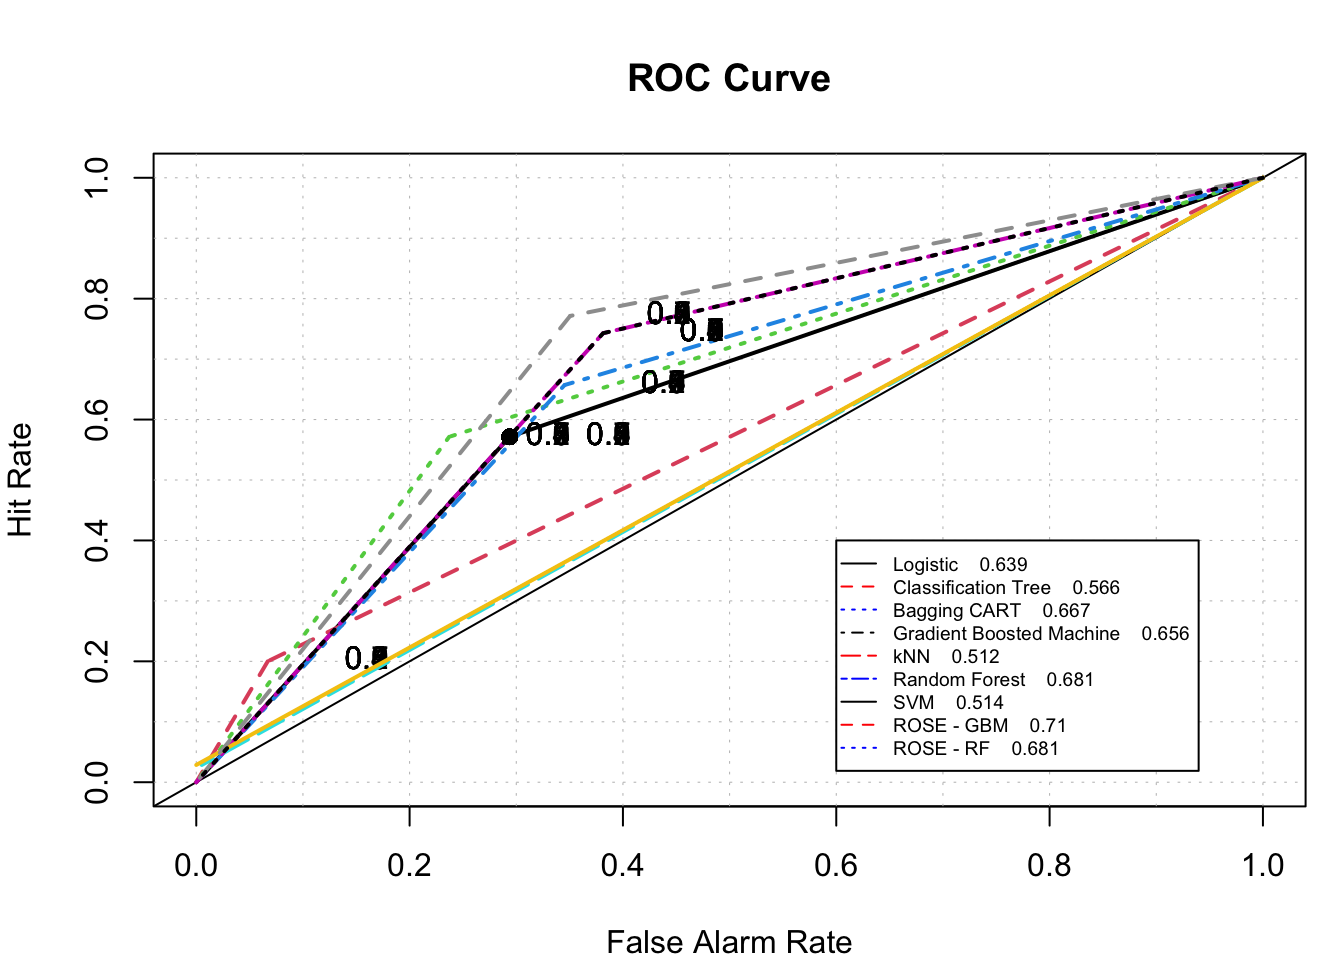 ROC Curve
Hit Rate
1.0
0.8
0.6
0.4
0.2
0.0
Logistic 0.639
Classification Tree 0.566
Bagging CART 0.667
Gradient Boosted Machine 0.656
kNN 0.512
Random Forest 0.681
SVM 0.514
ROSE - GBM 0.71
ROSE - RF 0.681
0.0 0.2 0.4 0.6 0.8 1.0
False Alarm Rate